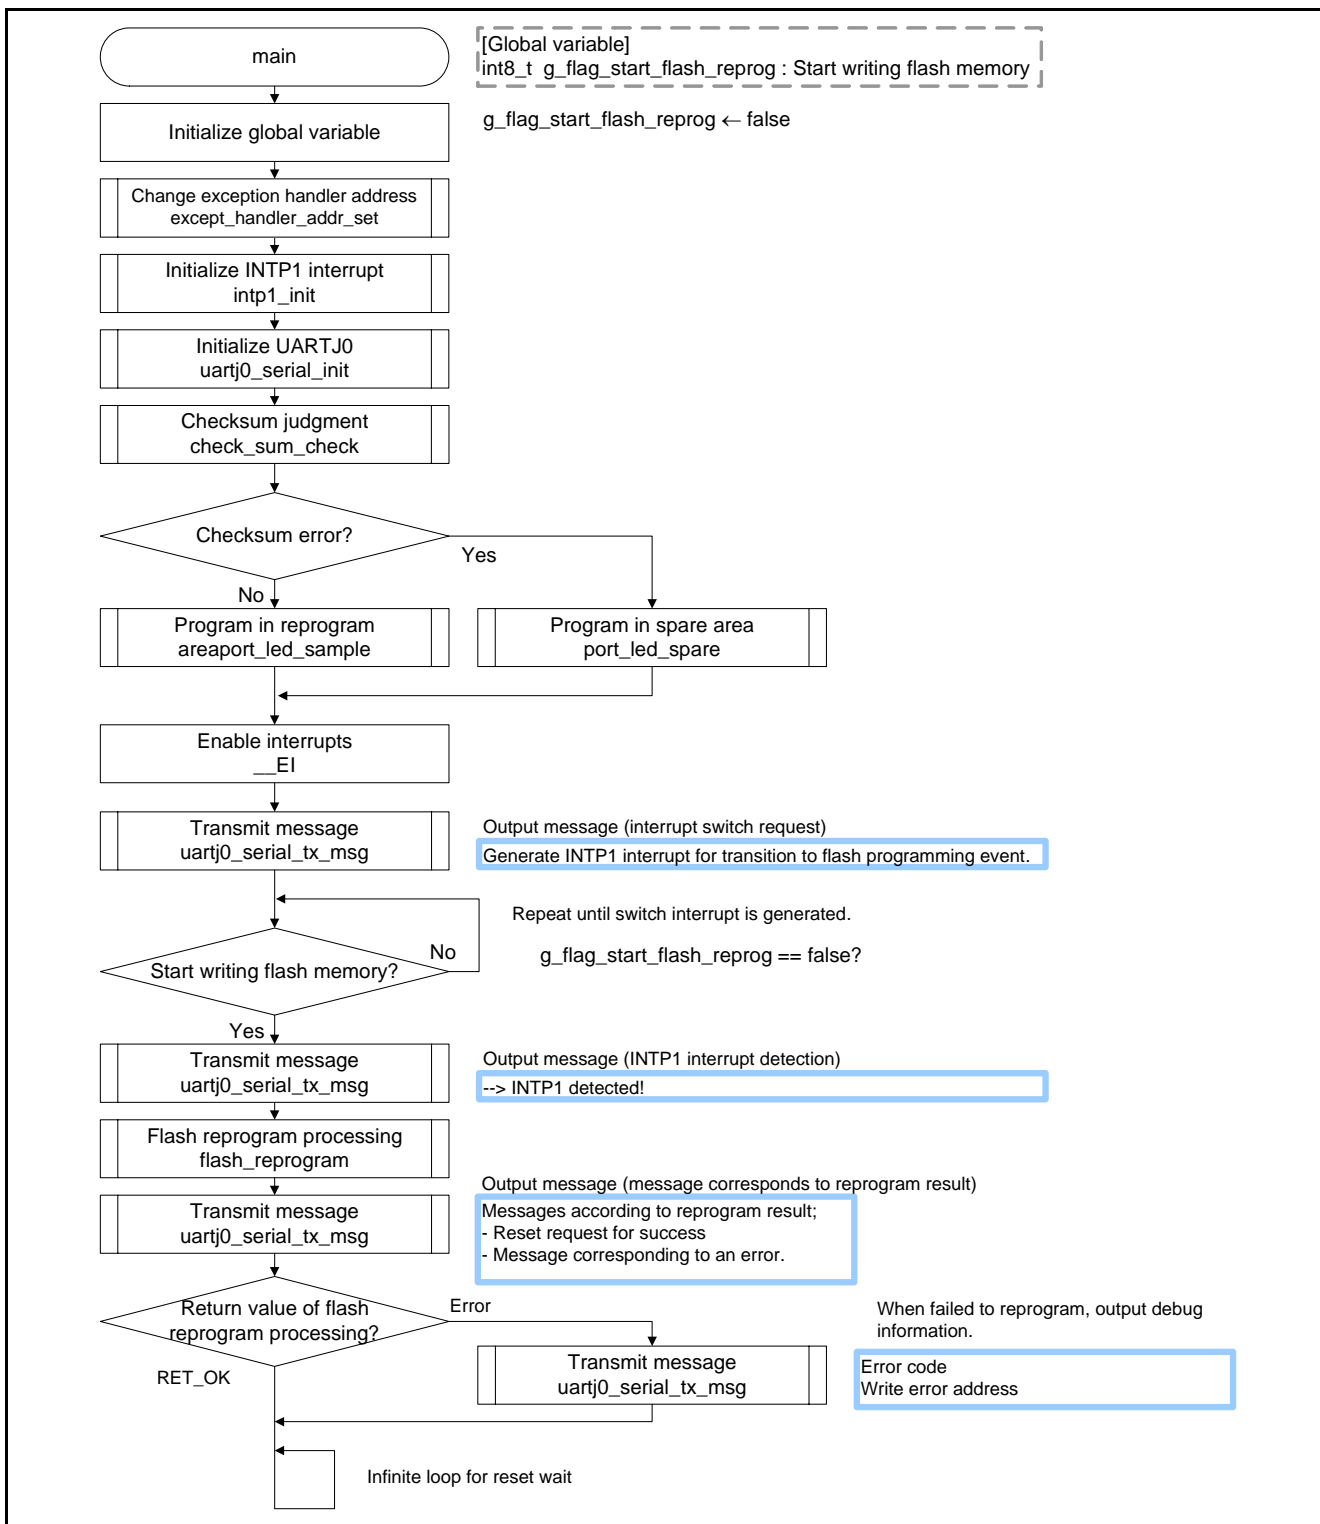 main
[Global variable]
int8_t g_flag_start_flash_reprog : Start writing flash memory
Initialize global variable
g_flag_start_flash_reprog ← false
Change exception handler address
except_handler_addr_set
Initialize INTP1 interrupt
intp1_init
Initialize UARTJ0
uartj0_serial_init
Checksum judgment
check_sum_check
Checksum error?
Yes
No
Program in reprogram
areaport_led_sample
Program in spare area
port_led_spare
Enable interrupts
__EI
Transmit message
uartj0_serial_tx_msg
Output message (interrupt switch request)
Generate INTP1 interrupt for transition to flash programming event.
Repeat until switch interrupt is generated.
No
g_flag_start_flash_reprog == false?
Start writing flash memory?
Yes
Transmit message
uartj0_serial_tx_msg
Output message (INTP1 interrupt detection)
--> INTP1 detected!
Flash reprogram processing
flash_reprogram
Output message (message corresponds to reprogram result)
Transmit message
uartj0_serial_tx_msg
Messages according to reprogram result;
- Reset request for success
- Message corresponding to an error.
Return value of flash
reprogram processing?
Error
RET_OK
When failed to reprogram, output debug
information.
Transmit message
uartj0_serial_tx_msg
Error code
Write error address
Infinite loop for reset wait